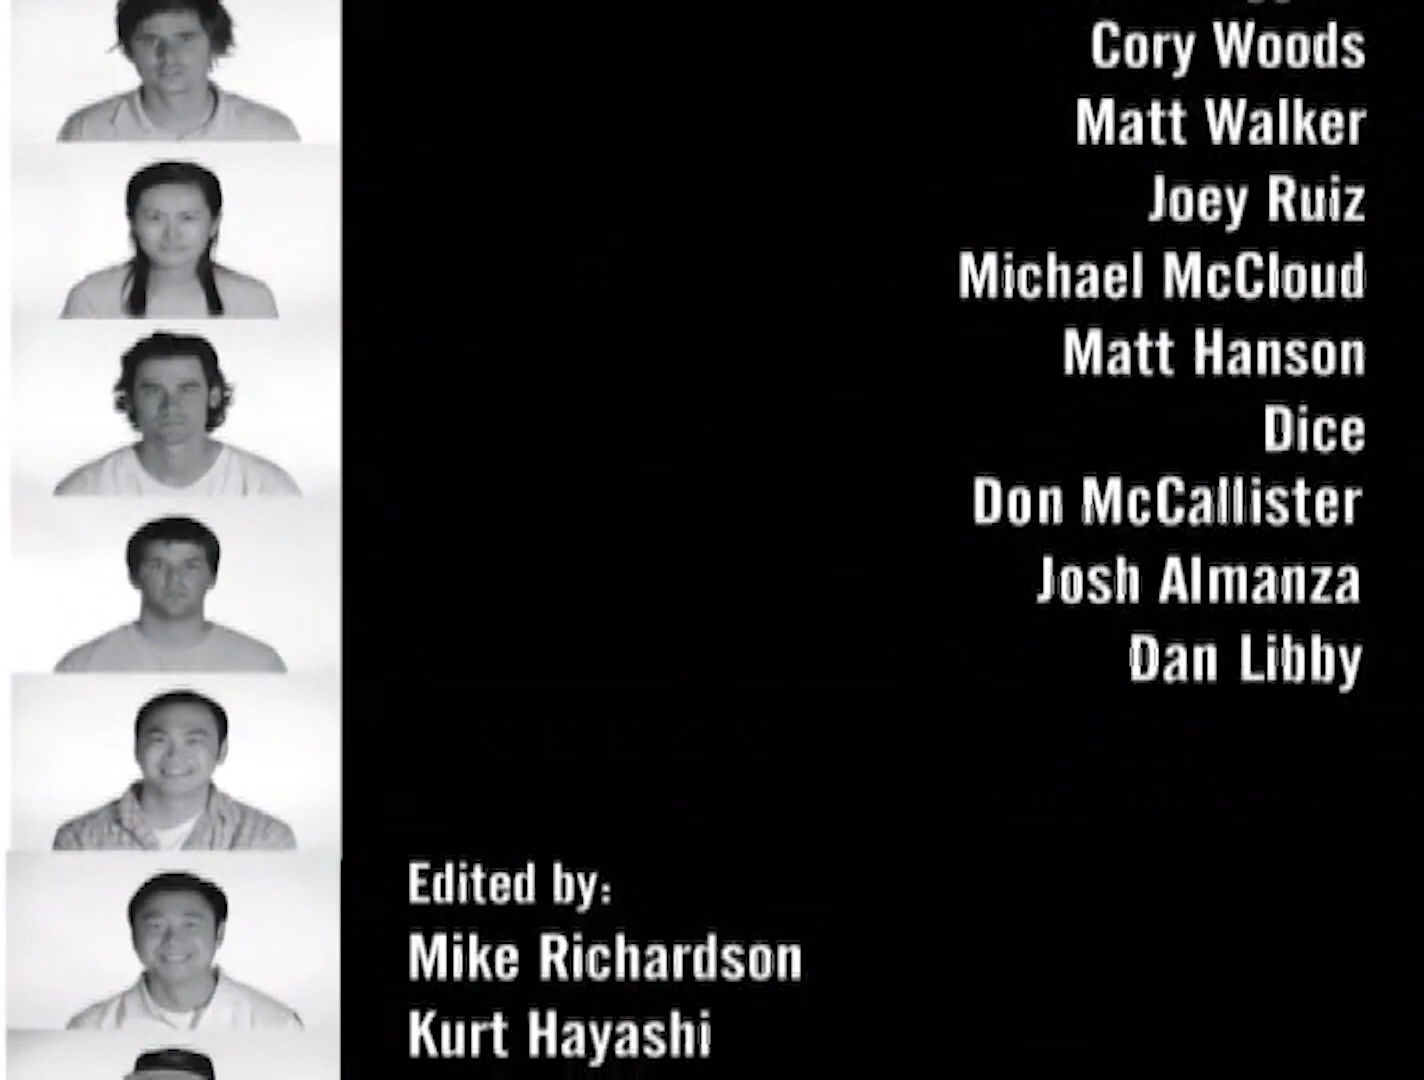 Cory Woods
Matt Walker
Joey Ruiz
Michael McCloud
Matt Hanson
Dice
Don McCallister
Josh Almanza
Dan Libby
Edited by:
Mike Richardson
Kurt Hayashi